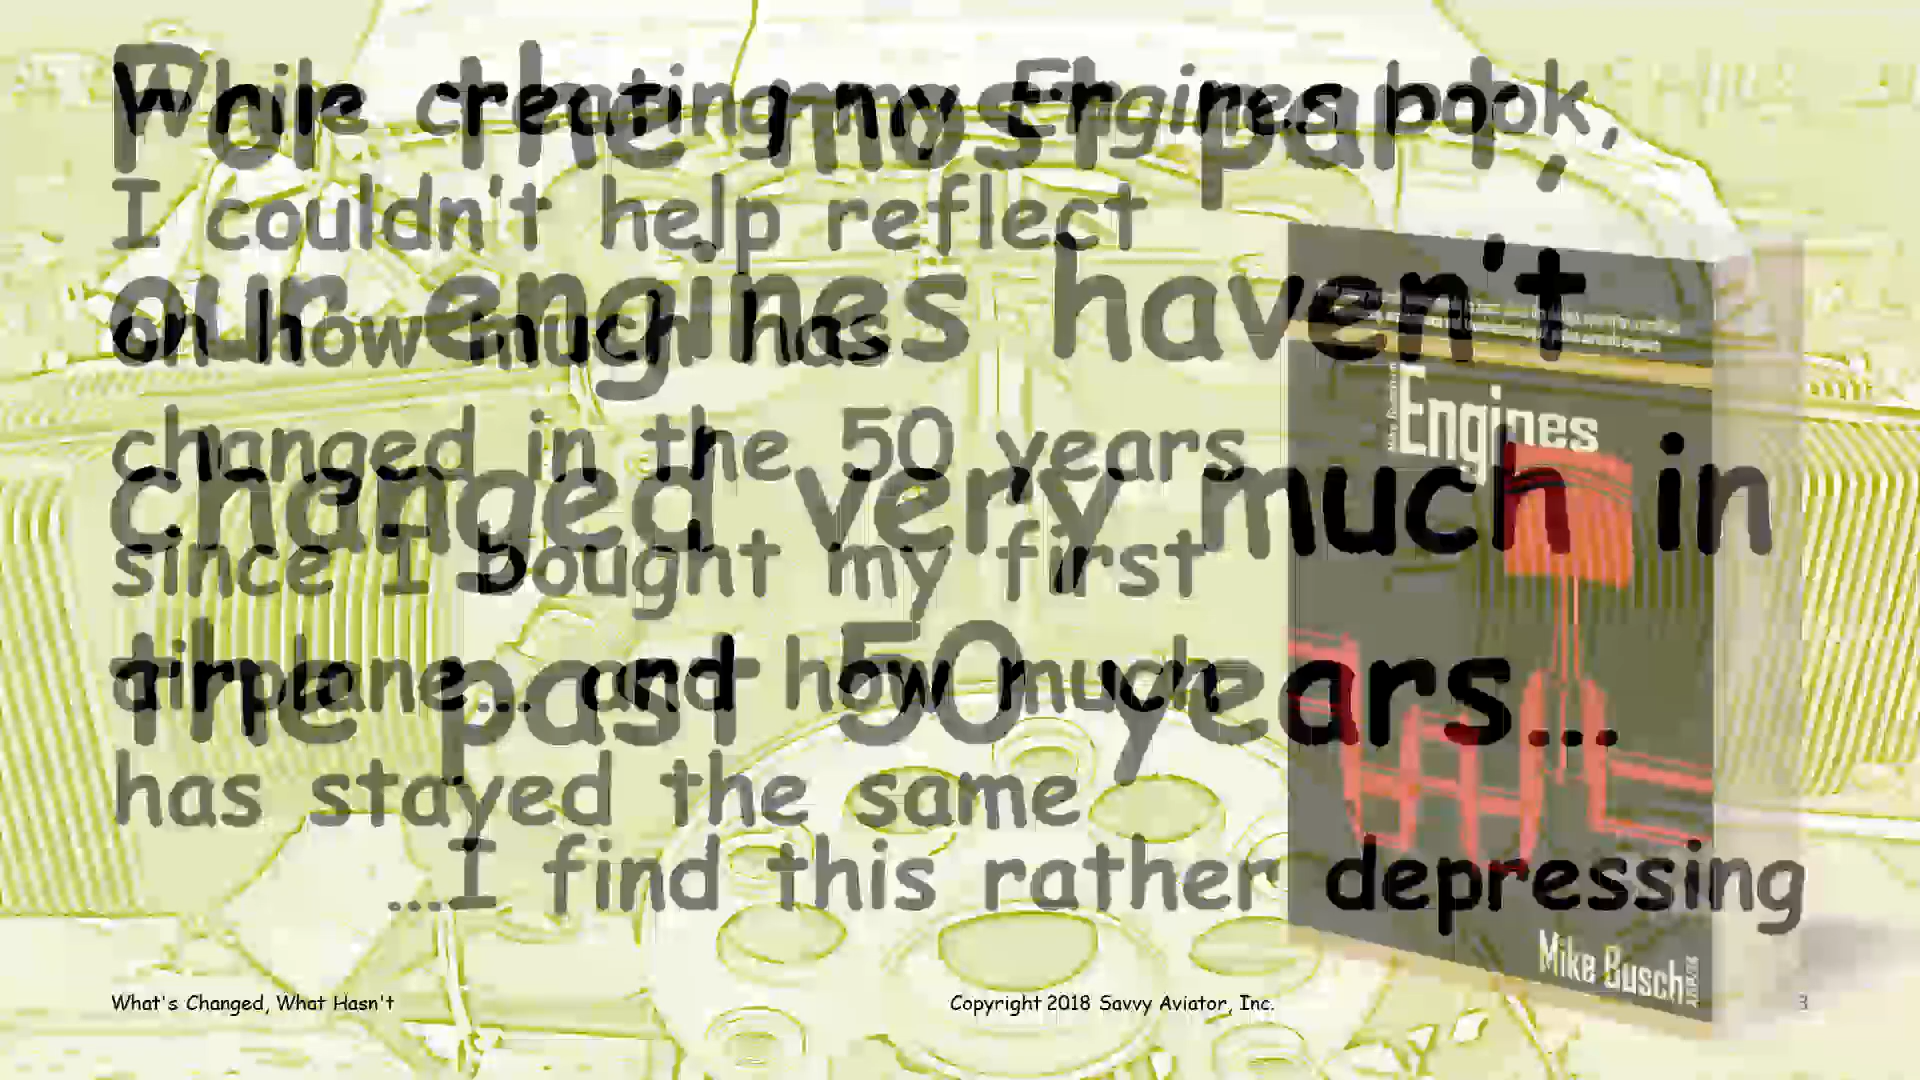 While creating my Engines book,
I couldn't help reflect
on how much has
changed in the 50 years
since I bought my first
airplane... and how much
has stayed the same
For the most part,
our engines haven't
changed very much in
the past 50 years...
...I find this rather depressing
Engines
Mike Busch
What's Changed, What Hasn't
Copyright 2018 Savvy Aviator, Inc.
3